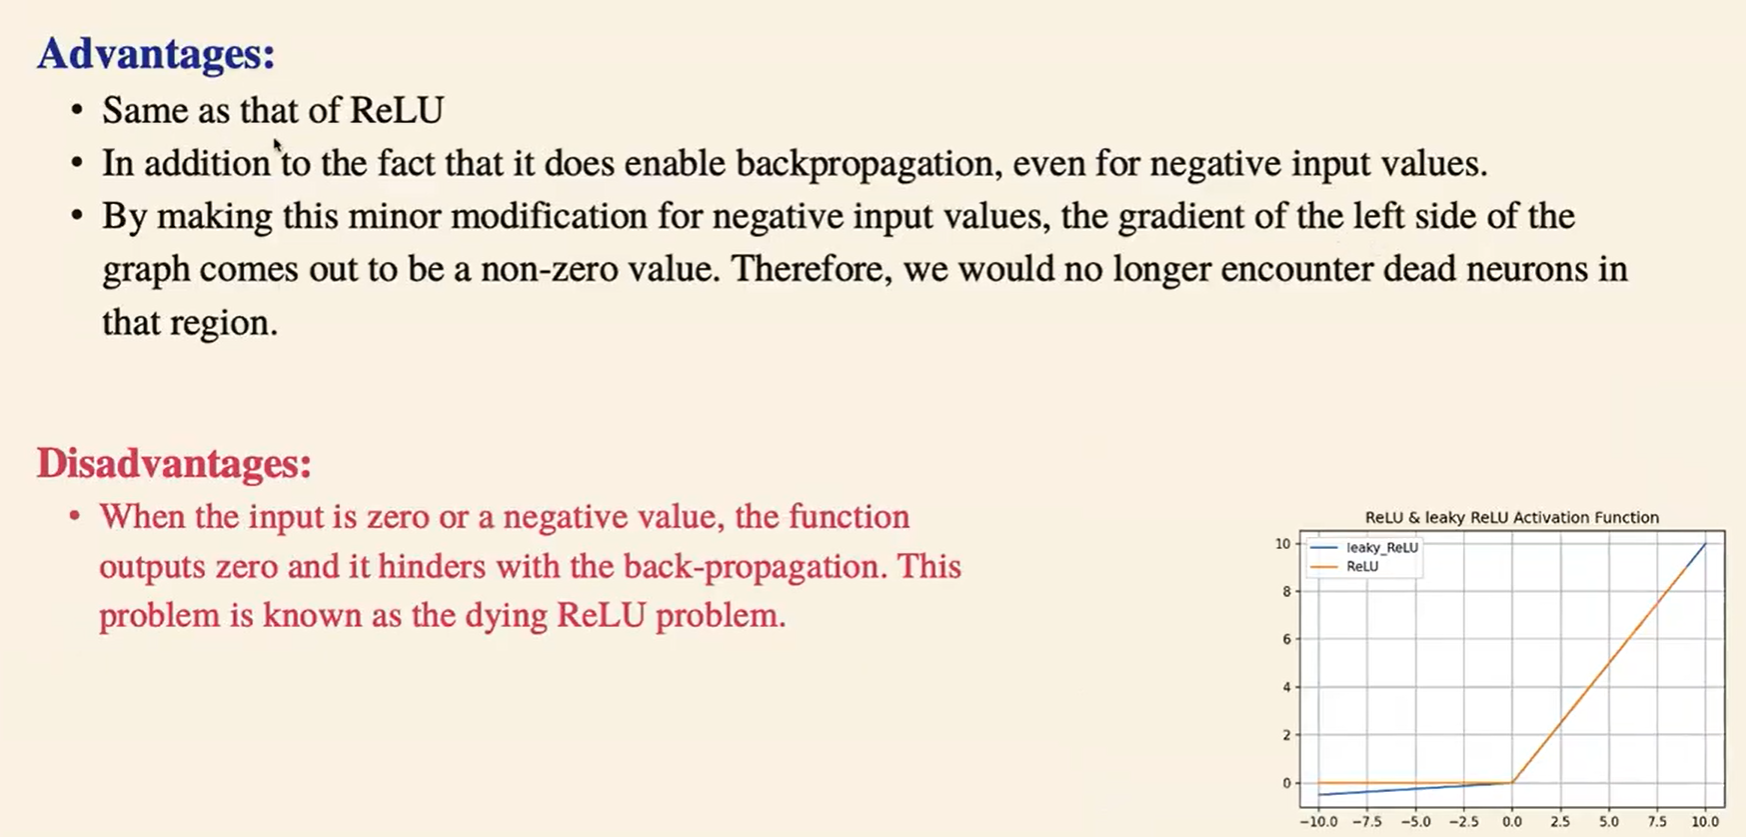 Advantages:
• Same as that of ReLU
• In addition to the fact that it does enable backpropagation, even for negative input values.
• By making this minor modification for negative input values, the gradient of the left side of the
graph comes out to be a non-zero value. Therefore, we would no longer encounter dead neurons in
that region.
Disadvantages:
• When the input is zero or a negative value, the function
outputs zero and it hinders with the back-propagation. This
problem is known as the dying ReLU problem.
ReLU & leaky ReLU Activation Function
leaky_ReLU
ReLU
10
8
6
4
2
0
−10.0 −7.5 −5.0 −2.5 0.0 2.5 5.0 7.5 10.0